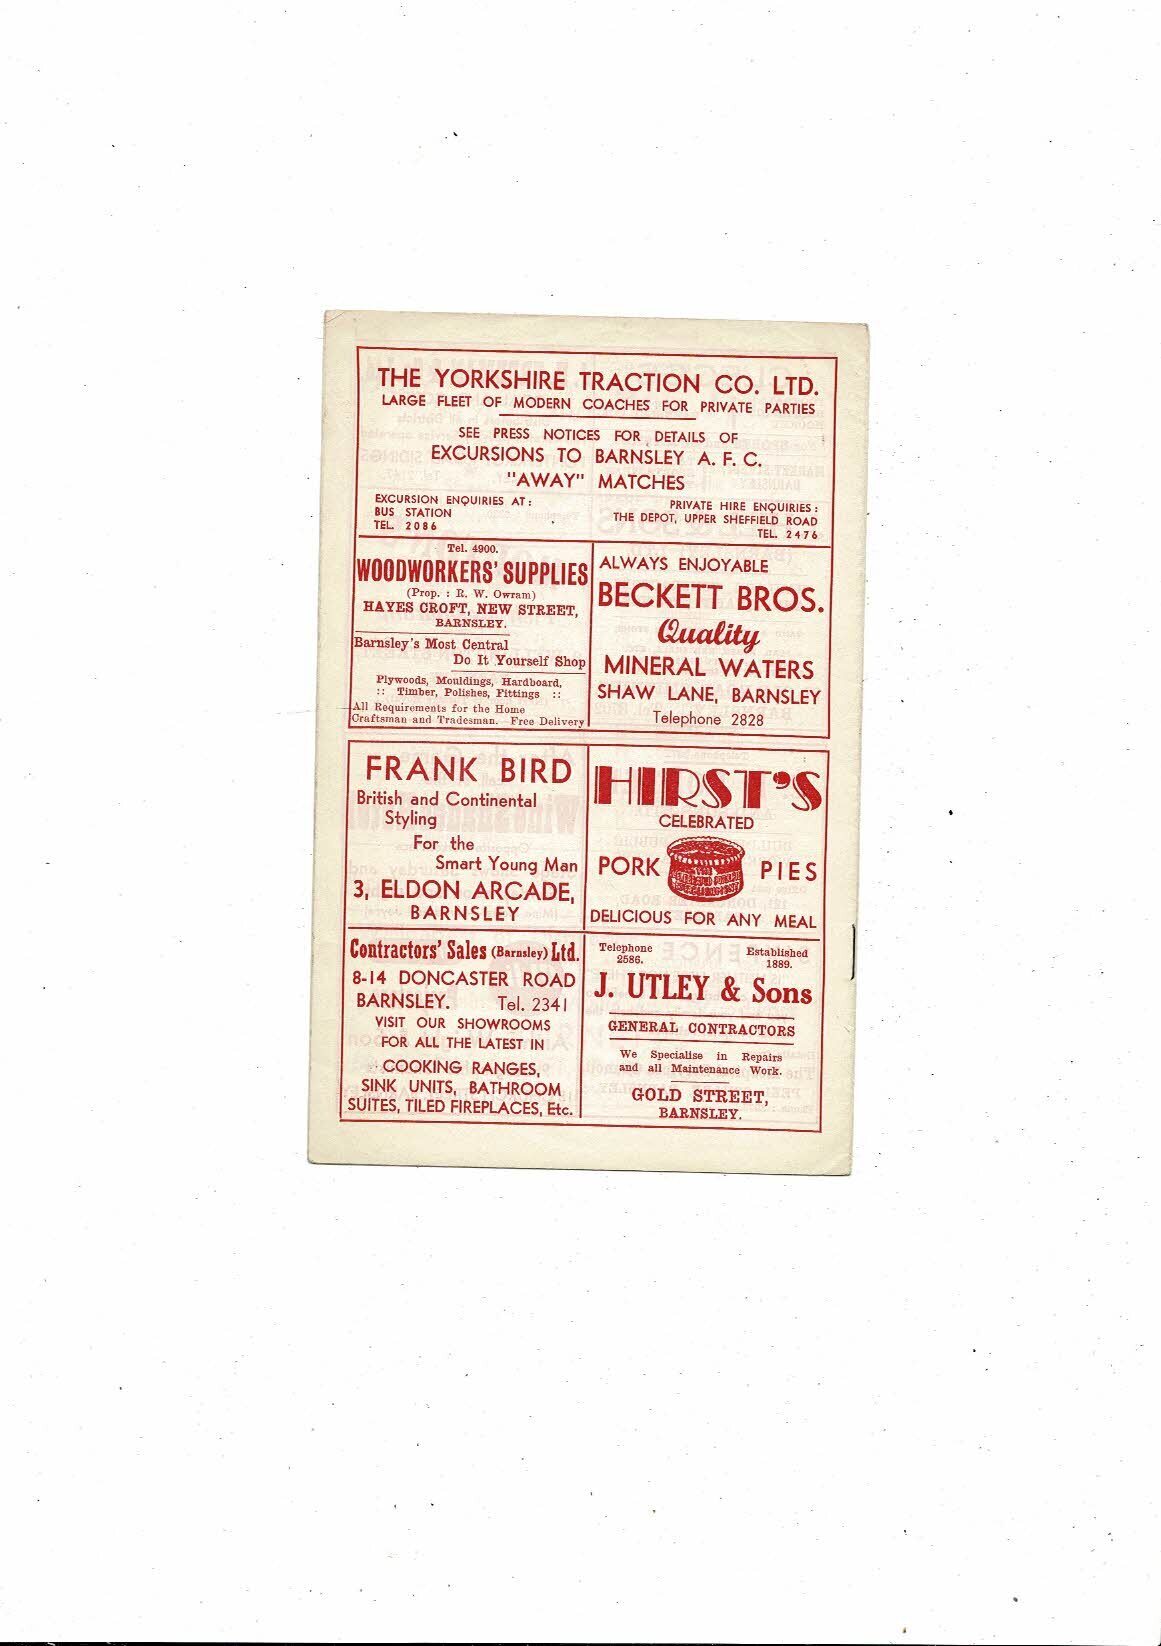 THE YORKSHIRE TRACTION CO. LTD.
LARGE FLEET OF MODERN COACHES FOR PRIVATE PARTIES
SEE PRESS NOTICES FOR DETAILS OF
EXCURSIONS TO BARNSLEY A. F. C.
"AWAY" MATCHES
EXCURSION ENQUIRIES AT :
BUS STATION
TEL. 2086
PRIVATE HIRE ENQUIRIES :
THE DEPOT, UPPER SHEFFIELD ROAD
TEL. 2476
Tel. 4900.
WOODWORKERS' SUPPLIES
(Prop. : R. W. Owram)
HAYES CROFT, NEW STREET,
BARNSLEY.
Barnsley's Most Central
Do It Yourself Shop
Plywoods, Mouldings, Hardboard,
:: Timber, Polishes, Fittings ::
All Requirements for the Home
Craftsman and Tradesman. Free Delivery
ALWAYS ENJOYABLE
BECKETT BROS.
Quality
MINERAL WATERS
SHAW LANE, BARNSLEY
Telephone 2828
FRANK BIRD
British and Continental
Styling
For the
Smart Young Man
3, ELDON ARCADE,
BARNSLEY
HIRST'S
CELEBRATED
PORK PIES
DELICIOUS FOR ANY MEAL
Contractors' Sales (Barnsley) Ltd.
8-14 DONCASTER ROAD
BARNSLEY. Tel. 2341
VISIT OUR SHOWROOMS
FOR ALL THE LATEST IN
COOKING RANGES,
SINK UNITS, BATHROOM
SUITES, TILED FIREPLACES, Etc.
Telephone
2586.
Established
1889.
J. UTLEY & Sons
GENERAL CONTRACTORS
We Specialise in Repairs
and all Maintenance Work.
GOLD STREET,
BARNSLEY.